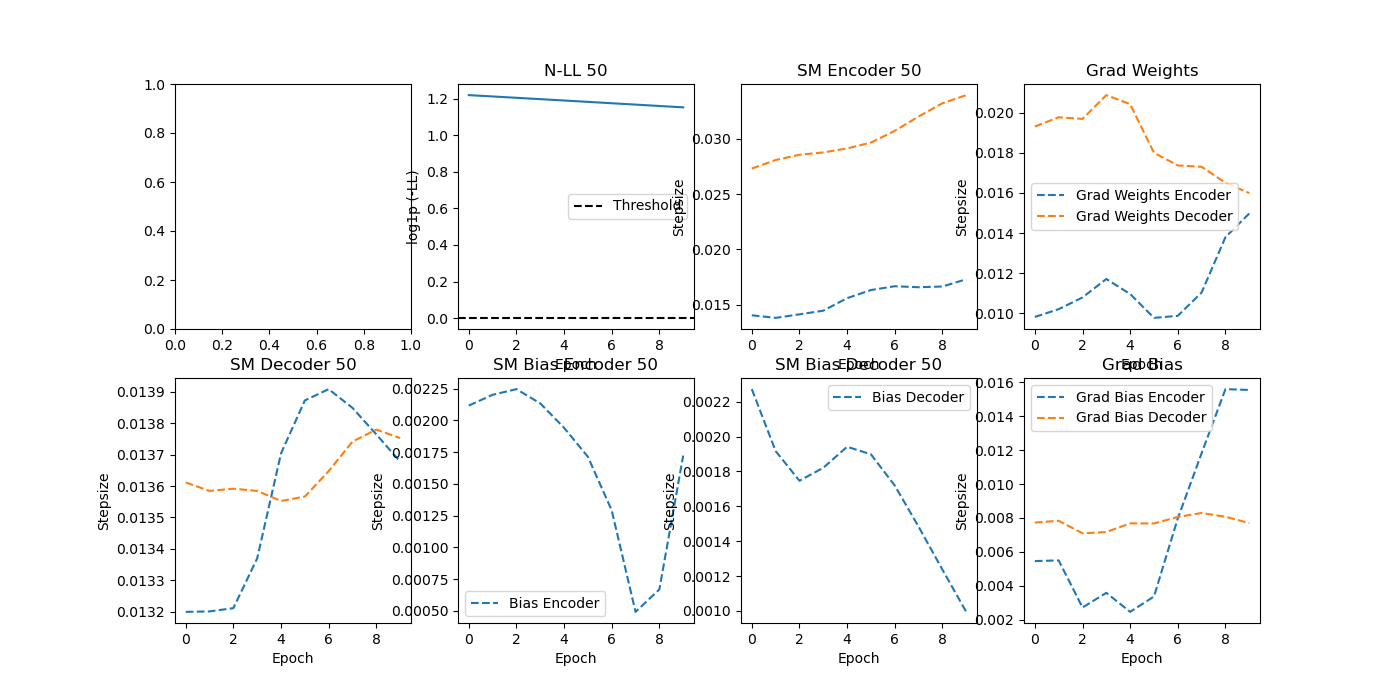 N-LL 50
SM Encoder 50
Grad Weights
1.0
0.8
0.6
0.4
0.2
0.0
0.0 0.2 0.4 0.6 0.8 1.0
log1p (-LL)
1.2
1.0
0.8
0.6
0.4
0.2
0.0
Threshold
0 2 4 6 8
Epoch
Stepsize
0.030
0.025
0.020
0.015
0 2 4 6 8
Epoch
Stepsize
0.020
0.018
0.016
0.014
0.012
0.010
Grad Weights Encoder
Grad Weights Decoder
0 2 4 6 8
Epoch
SM Decoder 50
SM Bias Encoder 50
SM Bias Decoder 50
Grad Bias
Stepsize
0.0139
0.0138
0.0137
0.0136
0.0135
0.0134
0.0133
0.0132
0 2 4 6 8
Epoch
Stepsize
0.00225
0.00200
0.00175
0.00150
0.00125
0.00100
0.00075
0.00050
Bias Encoder
0 2 4 6 8
Epoch
Stepsize
0.0022
0.0020
0.0018
0.0016
0.0014
0.0012
0.0010
Bias Decoder
0 2 4 6 8
Epoch
Stepsize
0.016
0.014
0.012
0.010
0.008
0.006
0.004
0.002
Grad Bias Encoder
Grad Bias Decoder
0 2 4 6 8
Epoch